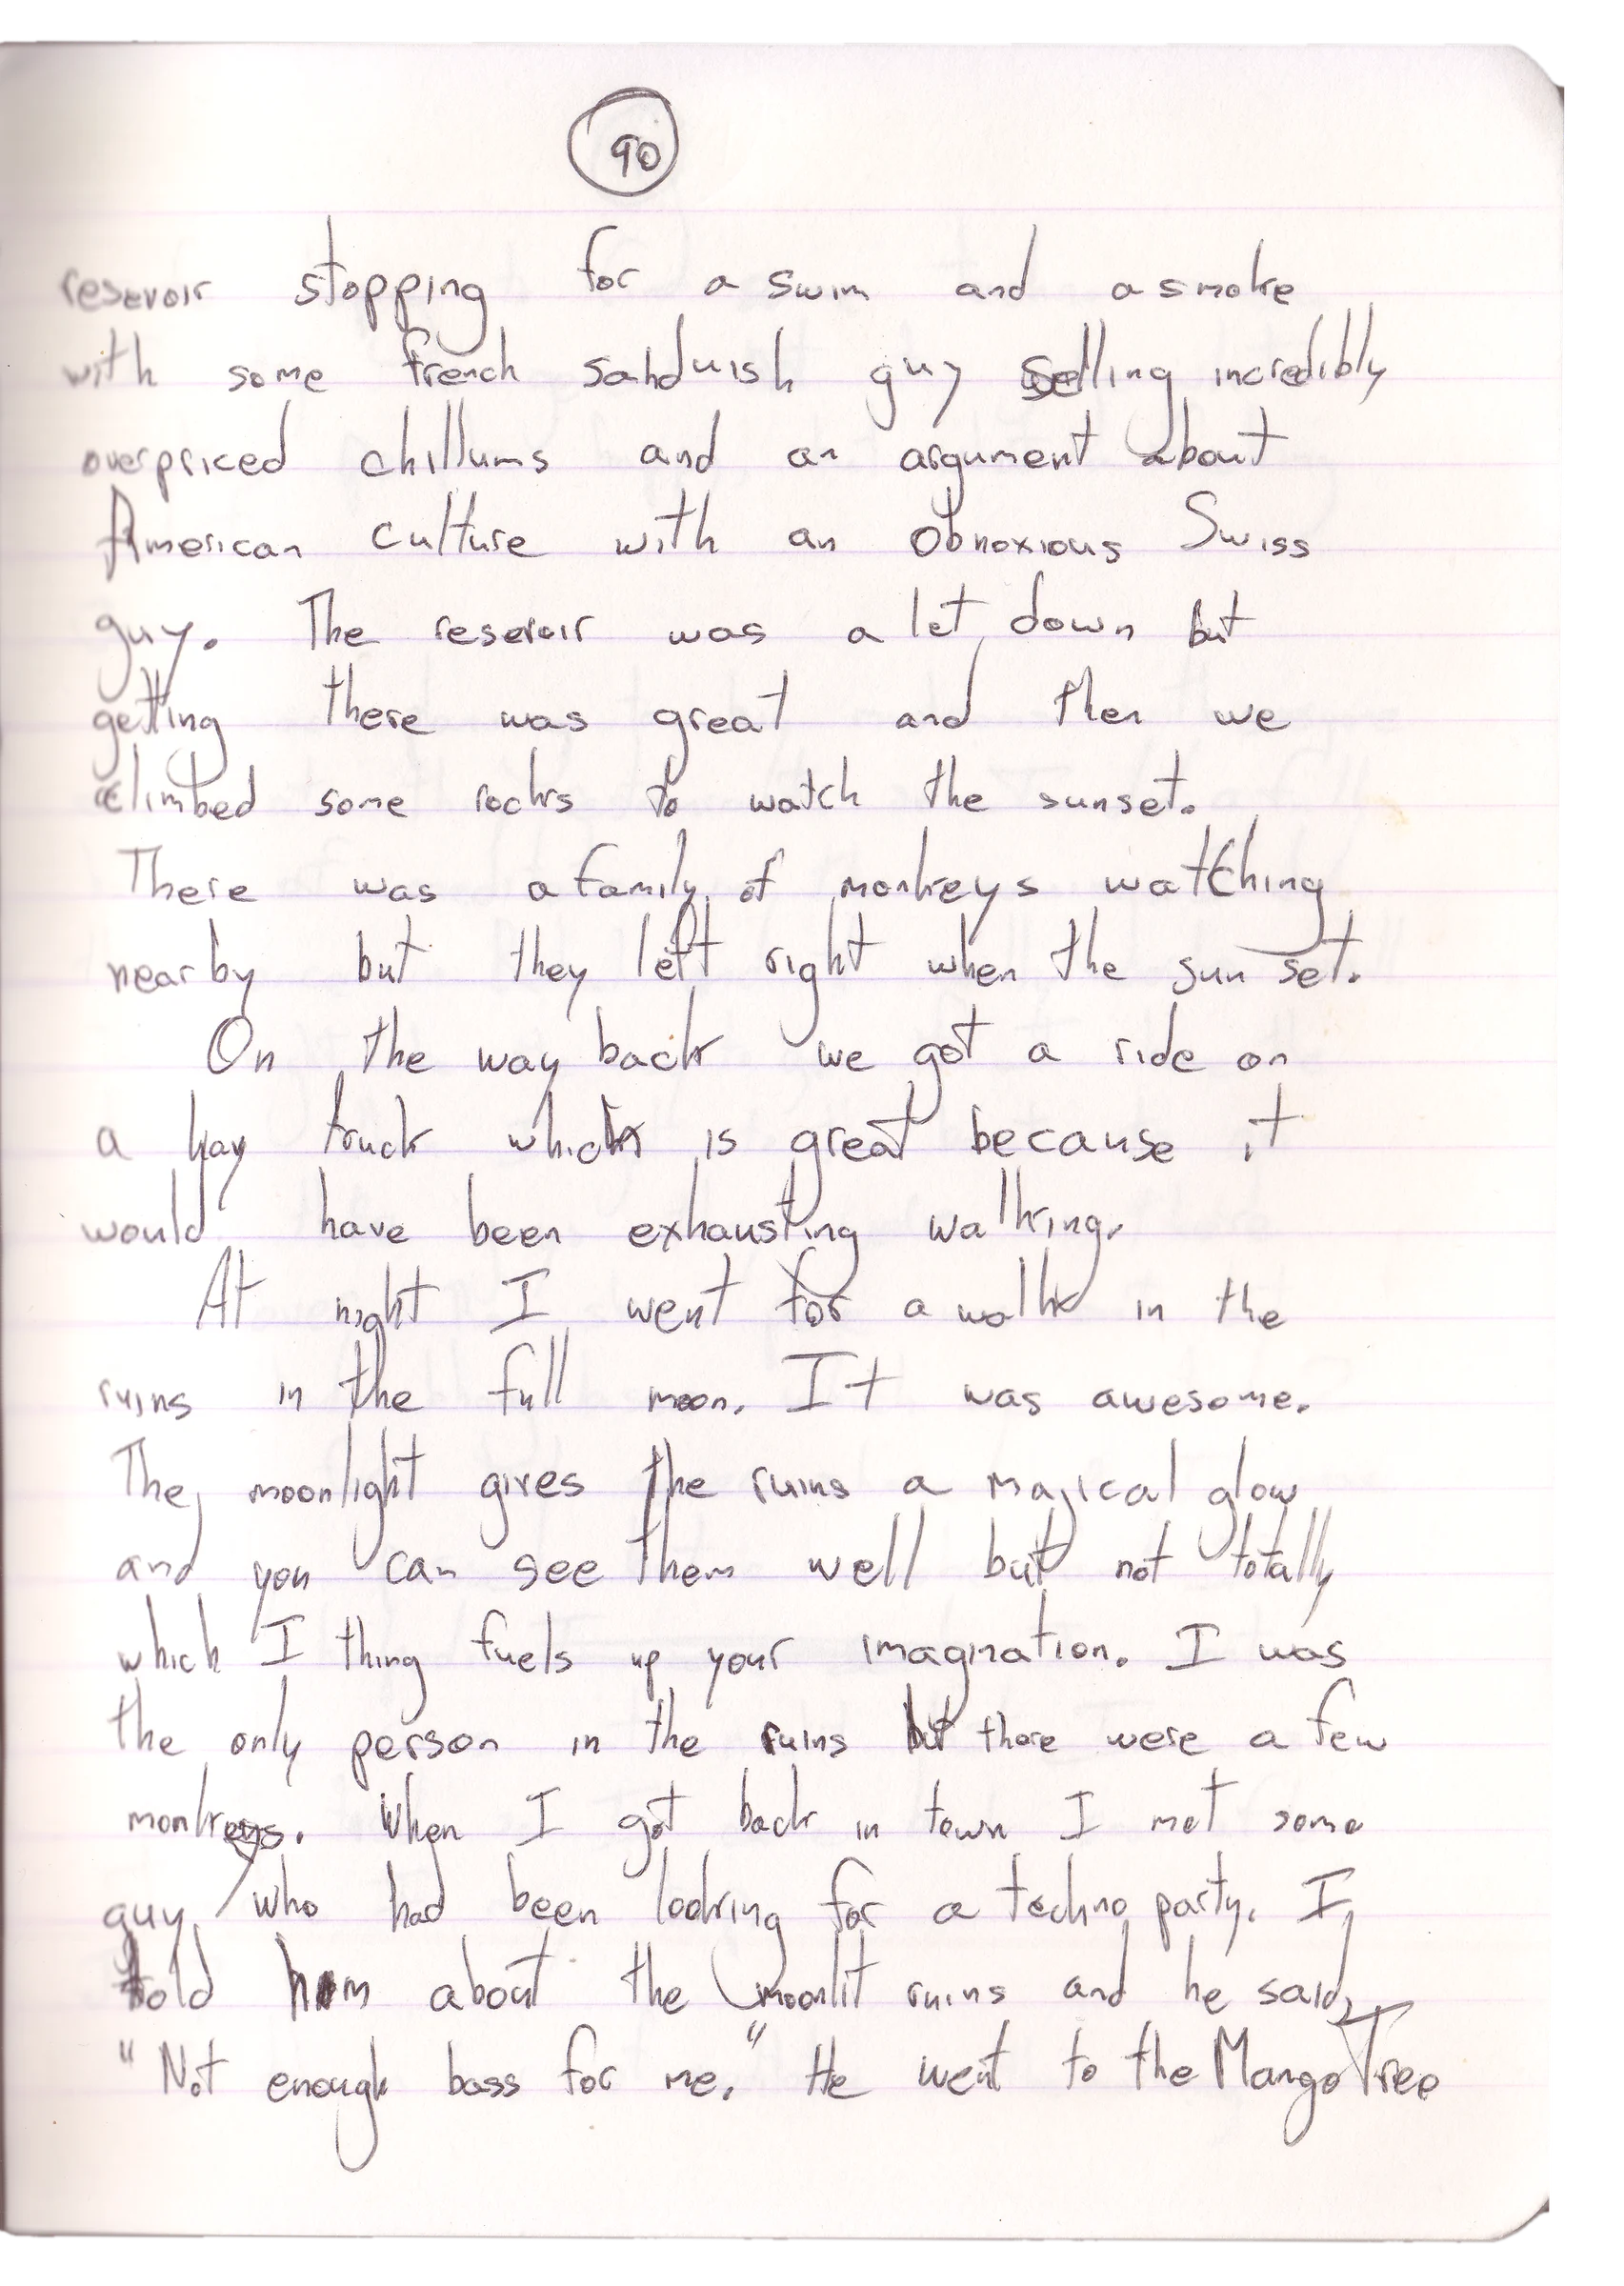 90
resevoir stopping for a swim and a smoke
with some french sahduish guy selling incredibly
overpriced chillums and an argument about
American culture with an obnoxious Swiss
guy. The resevoir was a let down but
getting there was great and then we
climbed some rocks to watch the sunset.
There was a family of monkeys watching
nearby but they left right when the sun set.
On the way back we got a ride on
a hay truck which is great because it
would have been exhausting walking.
At night I went for a walk in the
ruins in the full moon. It was awesome.
The moonlight gives the ruins a magical glow
and you can see them well but not totally
which I thing fuels up your imagination. I was
the only person in the ruins but there were a few
monkeys. When I got back in town I met some
guy who had been looking for a techno party. I
told him about the moonlit ruins and he said,
"Not enough bass for me." He went to the Mango Tree